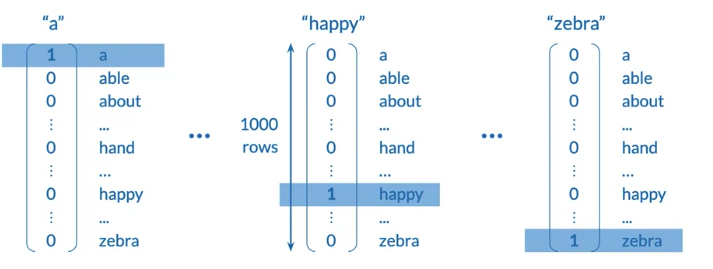 “a” “happy” “zebra”
1 a 0 a 0 a
0 able 0 able 0 able
0 about 0 about 0 about
⋮ ... ⋮ ... ⋮ ...
0 hand ... 1000 rows 0 hand ... 0 hand
⋮ ... ⋮ ... ⋮ ...
0 happy 1 happy 0 happy
⋮ ... ⋮ ... ⋮ ...
0 zebra 0 zebra 1 zebra